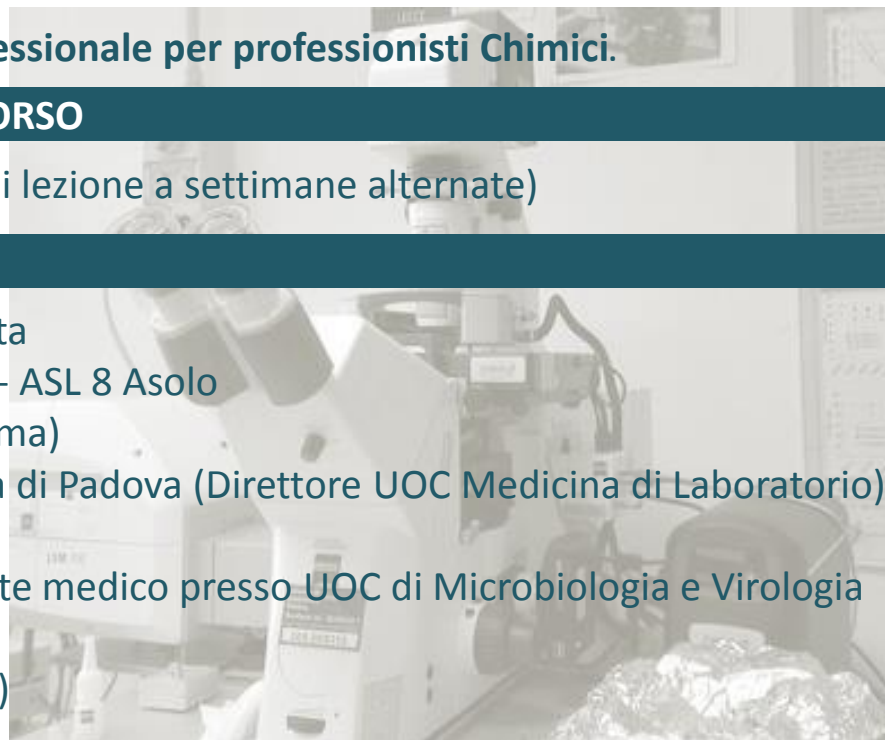 essionale per professionisti Chimici.
ORSO
i lezione a settimane alternate)
ta
- ASL 8 Asolo
ma)
a di Padova (Direttore UOC Medicina di Laboratorio)
te medico presso UOC di Microbiologia e Virologia
)